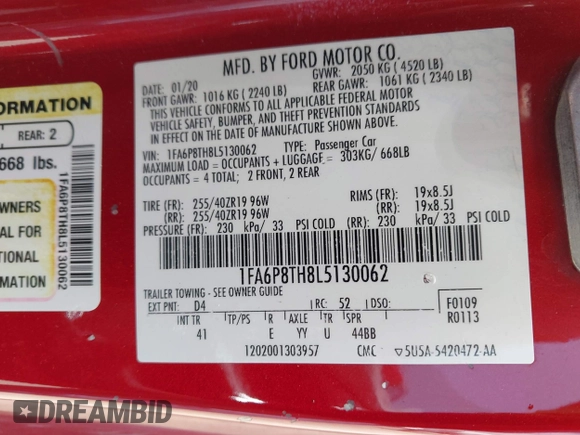 MFD. BY FORD MOTOR CO.
DATE: 01/20 GVWR: 2050 KG ( 4520 LB)
FRONT GAWR: 1016 KG ( 2240 LB) REAR GAWR: 1061 KG ( 2340 LB)
THIS VEHICLE CONFORMS TO ALL APPLICABLE FEDERAL MOTOR
VEHICLE SAFETY, BUMPER, AND THEFT PREVENTION STANDARDS
IN EFFECT ON THE DATE OF MANUFACTURE SHOWN ABOVE.
VIN: 1FA6P8TH8L5130062 TYPE: Passenger Car
MAXIMUM LOAD = OCCUPANTS + LUGGAGE = 303KG/ 668LB
OCCUPANTS = 4 TOTAL; 2 FRONT, 2 REAR
TIRE (FR): 255/40ZR19 96W RIMS (FR): 19x8.5J
(RR): 255/40ZR19 96W (RR): 19x8.5J
PRESSURE (FR): 230 kPa/ 33 PSI COLD (RR): 230 kPa/ 33 PSI COLD
1FA6P8TH8L5130062
TRAILER TOWING - SEE OWNER GUIDE
EXT PNT: D4 RC: 52 DSO: F0109
INT TR TP/PS R AXLE TR SPR R0113
41 E YY U 44BB
1202001303957 CMC 5U5A-5420472-AA
FORMATION
REAR: 2
668 lbs.
WNERS
AL FOR
TIONAL
MATION
1FA6P8TH8L5130062
DREAMBID